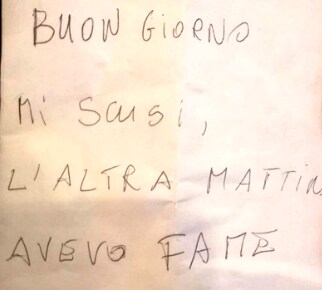 BUON GIORNO
Mi scusi,
L'ALTRA MATTIN
AVEVO FAME